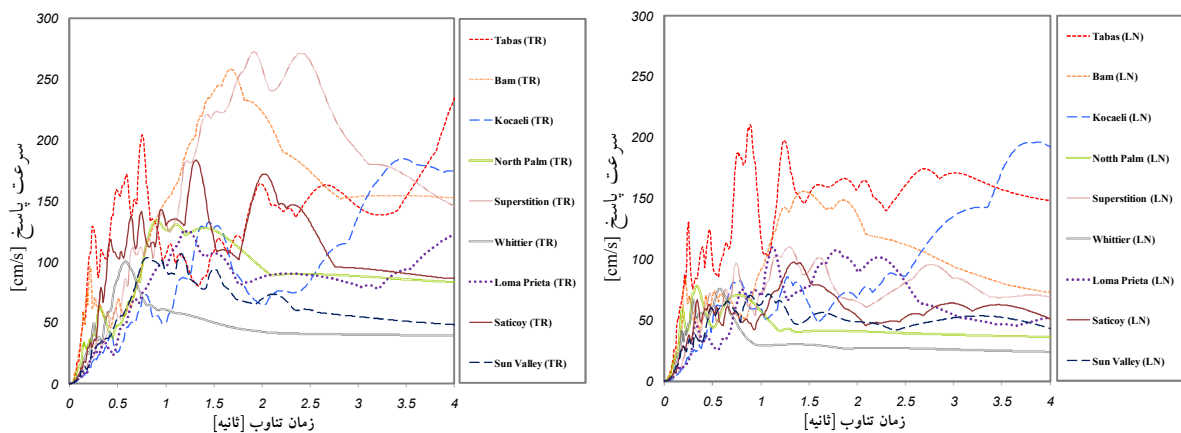 300
250
200
150
100
50
0
سرعت پاسخ [cm/s]
0
0.5
1
1.5
2
2.5
3
3.5
4
زمان تناوب [ثانیه]
Tabas (TR)
Bam (TR)
Kocaeli (TR)
North Palm (TR)
Superstition (TR)
Whittier (TR)
Loma Prieta (TR)
Saticoy (TR)
Sun Valley (TR)
300
250
200
150
100
50
0
سرعت پاسخ [cm/s]
0
0.5
1
1.5
2
2.5
3
3.5
4
زمان تناوب [ثانیه]
Tabas (LN)
Bam (LN)
Kocaeli (LN)
Notth Palm (LN)
Superstition (LN)
Whittier (LN)
Loma Prieta (LN)
Saticoy (LN)
Sun Valley (LN)